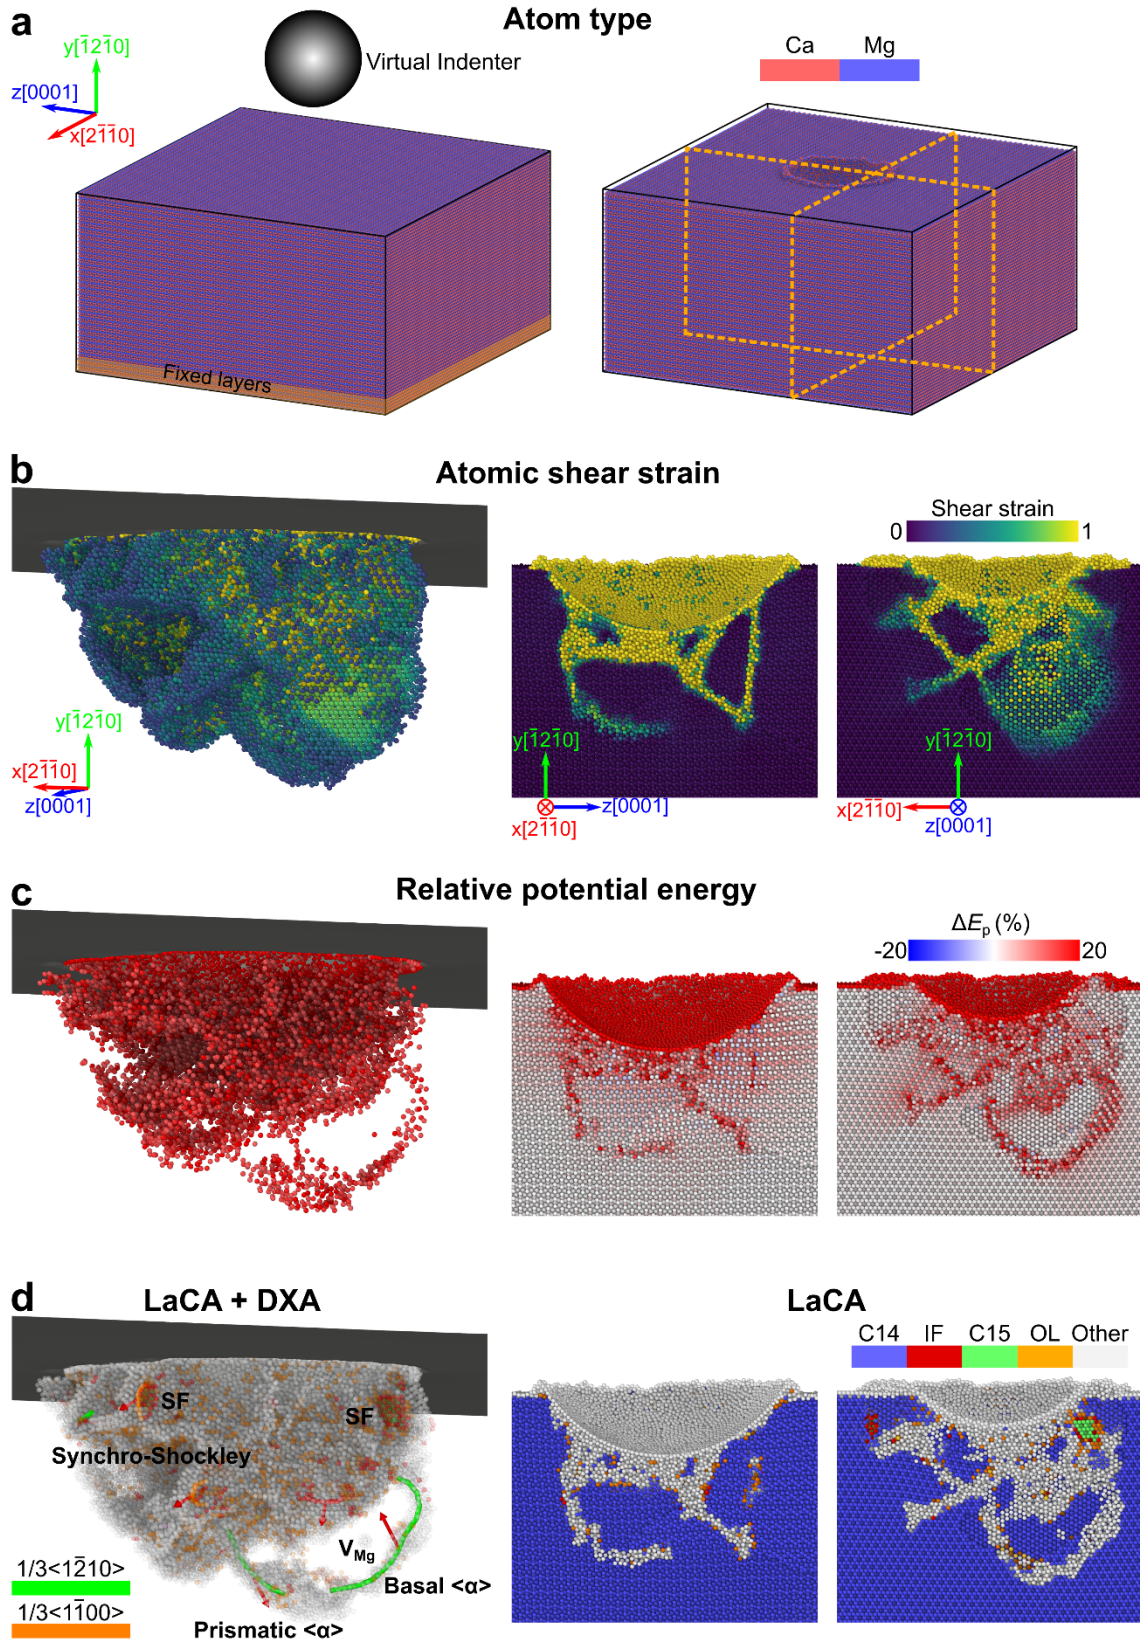 a
Atom type
y[1̄21̄0]
z[0001]
x[21̄1̄0]
Virtual Indenter
Ca Mg
Fixed layers
b
Atomic shear strain
Shear strain
0 1
y[1̄21̄0]
x[21̄1̄0]
z[0001]
y[1̄21̄0]
z[0001]
x[21̄1̄0]
y[1̄21̄0]
x[21̄1̄0]
z[0001]
c
Relative potential energy
ΔEp (%)
-20 20
d
LaCA + DXA
LaCA
C14 IF C15 OL Other
SF
SF
Synchro-Shockley
VMg
Basal <α>
Prismatic <α>
1/3<12̄10>
1/3<11̄00>